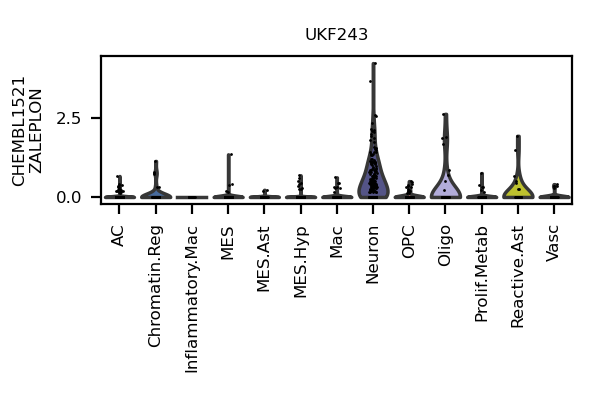 UKF243
CHEMBL1521
ZALEPLON
2.5
0.0
AC
Chromatin.Reg
Inflammatory.Mac
MES
MES.Ast
MES.Hyp
Mac
Neuron
OPC
Oligo
Prolif.Metab
Reactive.Ast
Vasc